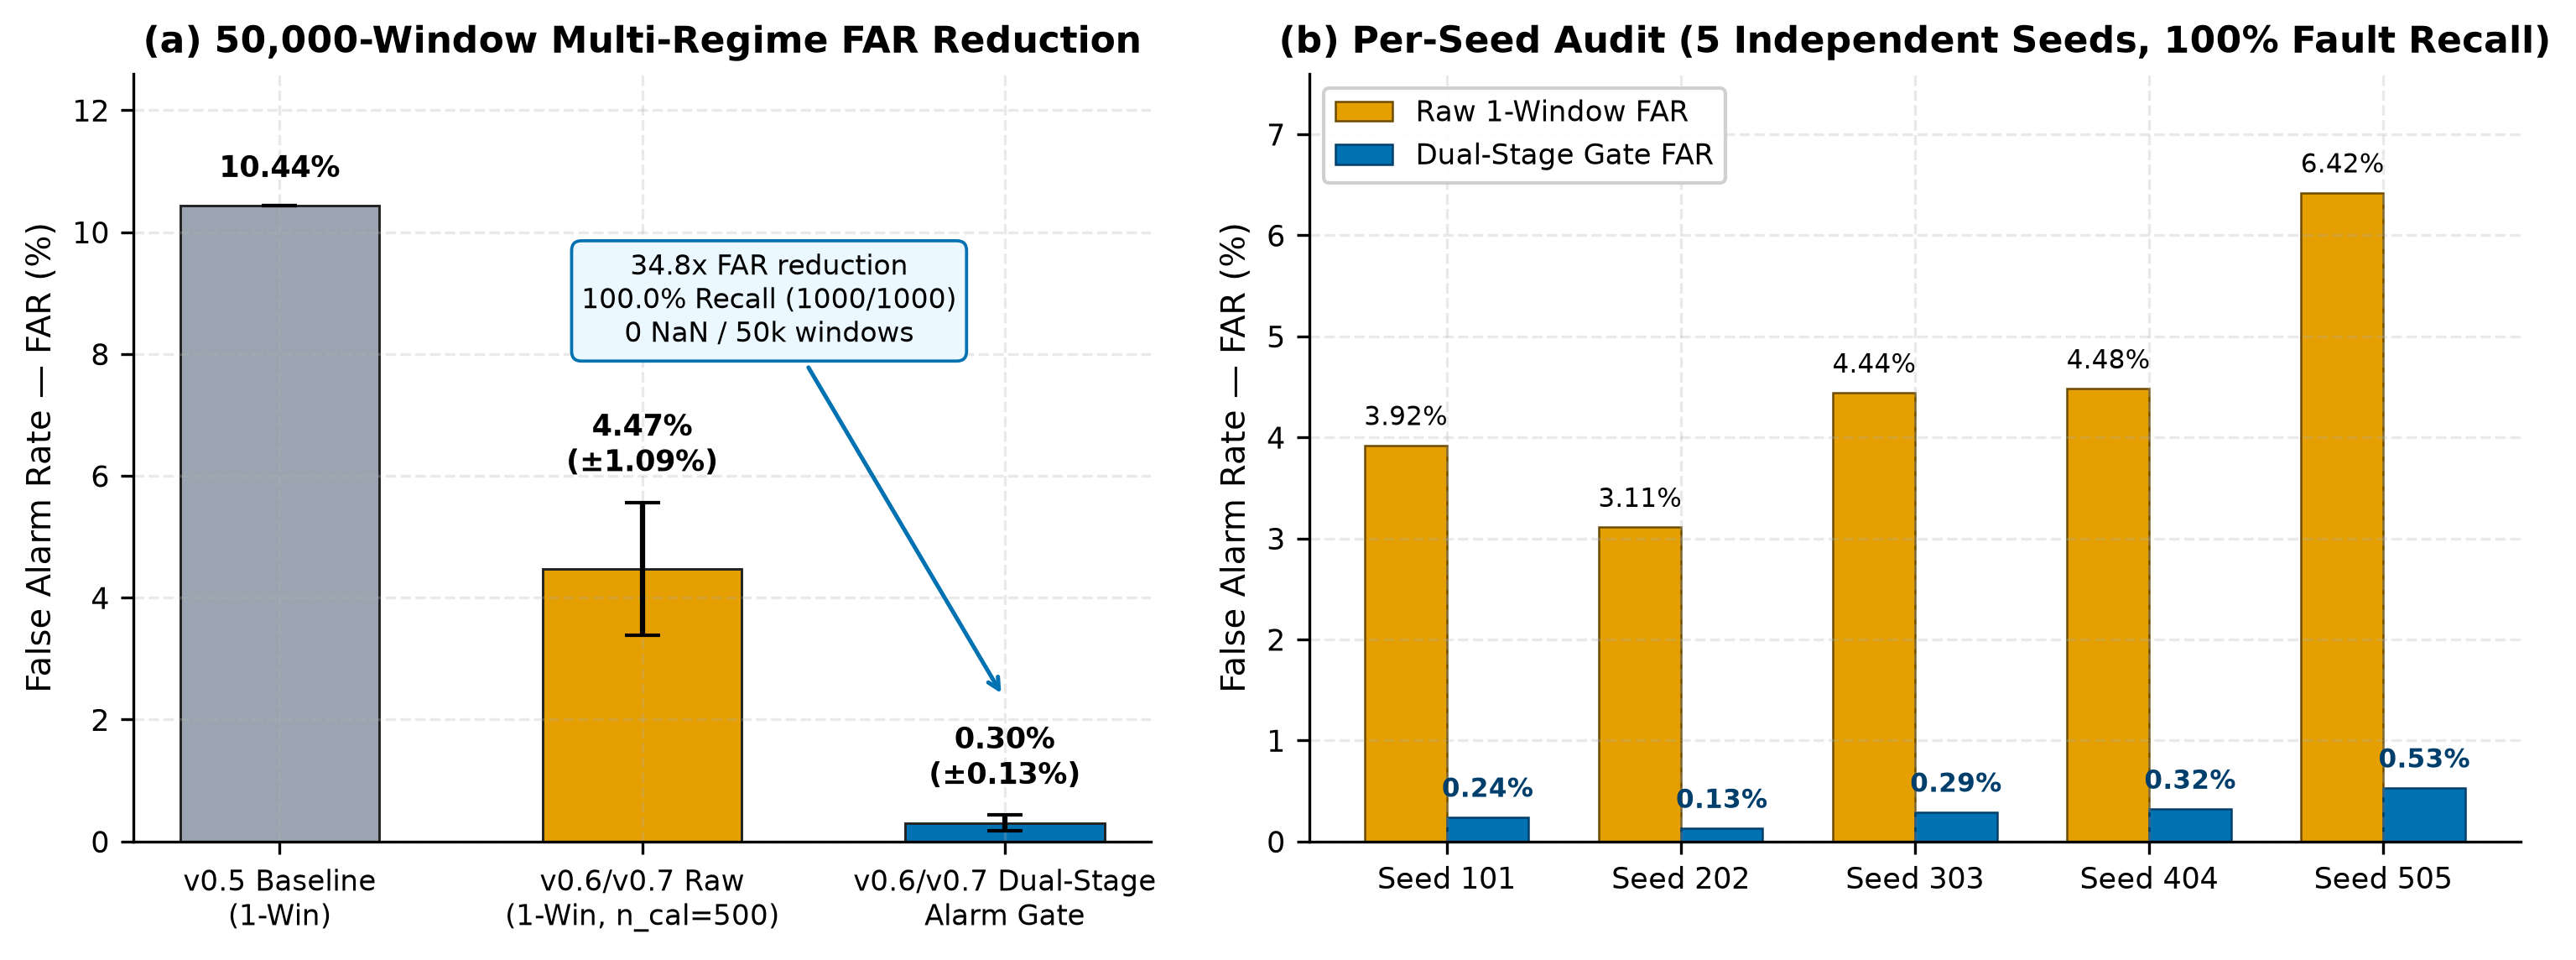 (a) 50,000-Window Multi-Regime FAR Reduction
False Alarm Rate — FAR (%)
12
10
8
6
4
2
0
10.44%
34.8x FAR reduction
100.0% Recall (1000/1000)
0 NaN / 50k windows
4.47%
(±1.09%)
0.30%
(±0.13%)
v0.5 Baseline
(1-Win)
v0.6/v0.7 Raw
(1-Win, n_cal=500)
v0.6/v0.7 Dual-Stage
Alarm Gate
(b) Per-Seed Audit (5 Independent Seeds, 100% Fault Recall)
False Alarm Rate — FAR (%)
7
6
5
4
3
2
1
0
Raw 1-Window FAR
Dual-Stage Gate FAR
3.92%
0.24%
3.11%
0.13%
4.44%
0.29%
4.48%
0.32%
6.42%
0.53%
Seed 101
Seed 202
Seed 303
Seed 404
Seed 505